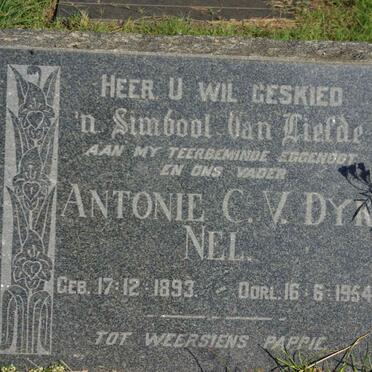 HEER U WIL GESKIED
'n Simbool Van Liefde
AAN MY TEERBEMINDE EGGENOOT
EN ONS VADER
ANTONIE C. V. DYK
NEL.
GEB. 17·12·1893. OORL. 16·6·1954
TOT WEERSIENS PAPPIE.